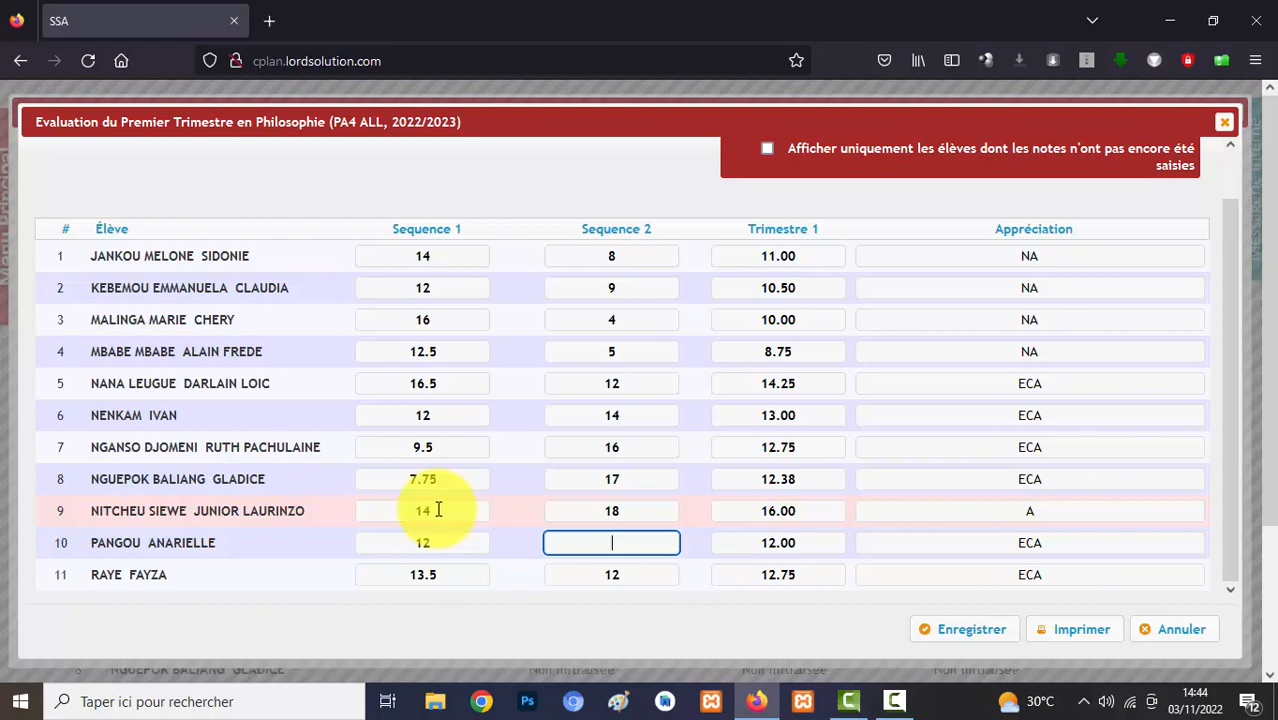 SSA
cplan.lordsolution.com
Evaluation du Premier Trimestre en Philosophie (PA4 ALL, 2022/2023)
Afficher uniquement les élèves dont les notes n'ont pas encore été
saisies
# Élève Sequence 1 Sequence 2 Trimestre 1 Appréciation
1 JANKOU MELONE SIDONIE 14 8 11.00 NA
2 KEBEMOU EMMANUELA CLAUDIA 12 9 10.50 NA
3 MALINGA MARIE CHERY 16 4 10.00 NA
4 MBABE MBABE ALAIN FREDE 12.5 5 8.75 NA
5 NANA LEUGUE DARLAIN LOIC 16.5 12 14.25 ECA
6 NENKAM IVAN 12 14 13.00 ECA
7 NGANSO DJOMENI RUTH PACHULAINE 9.5 16 12.75 ECA
8 NGUEPOK BALIANG GLADICE 7.75 17 12.38 ECA
9 NITCHEU SIEWE JUNIOR LAURINZO 14 18 16.00 A
10 PANGOU ANARIELLE 12 12.00 ECA
11 RAYE FAYZA 13.5 12 12.75 ECA
Enregistrer Imprimer Annuler
8 NGUEPOK BALIANG GLADICE
Taper ici pour rechercher
Ps
30°C
14:44
03/11/2022
12